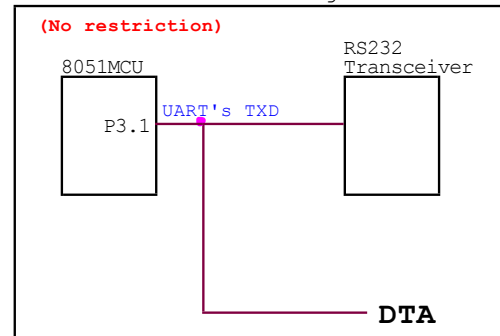 (No restriction)
RS232
8051MCU
Transceiver
UART's TXD
P3.1
DTA